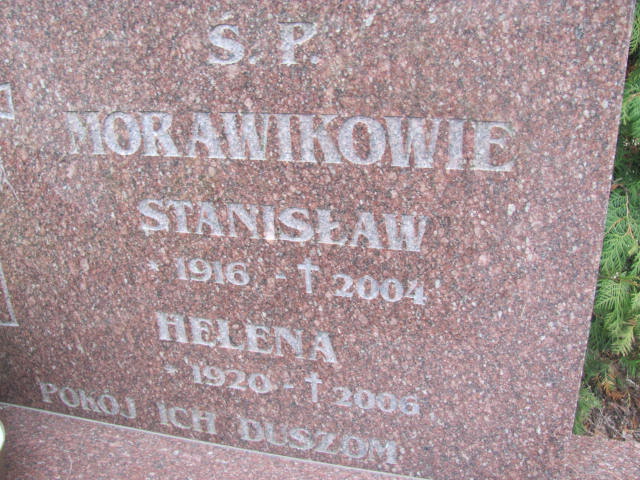 Ś. P.
MORAWIKOWIE
STANISŁAW
* 1916 - † 2004
HELENA
* 1920 - † 2006
POKÓJ ICH DUSZOM